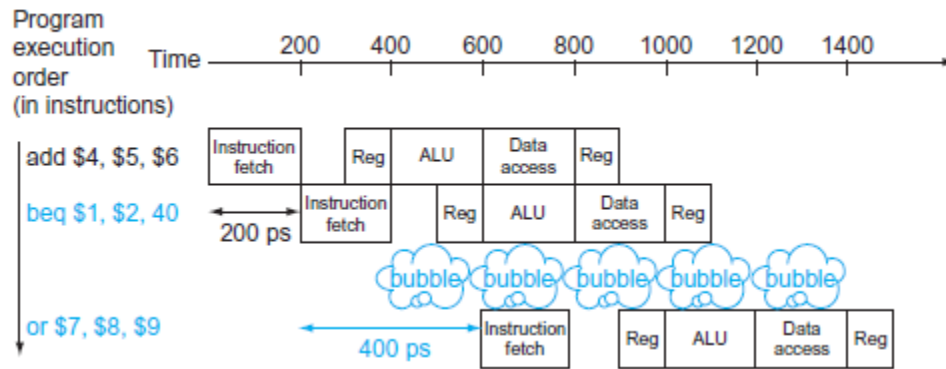 Program
execution
order
(in instructions)
Time
200 400 600 800 1000 1200 1400
add $4, $5, $6
Instruction
fetch
Reg
ALU
Data
access
Reg
beq $1, $2, 40
200 ps
Instruction
fetch
Reg
ALU
Data
access
Reg
bubble bubble bubble bubble bubble
or $7, $8, $9
400 ps
Instruction
fetch
Reg
ALU
Data
access
Reg